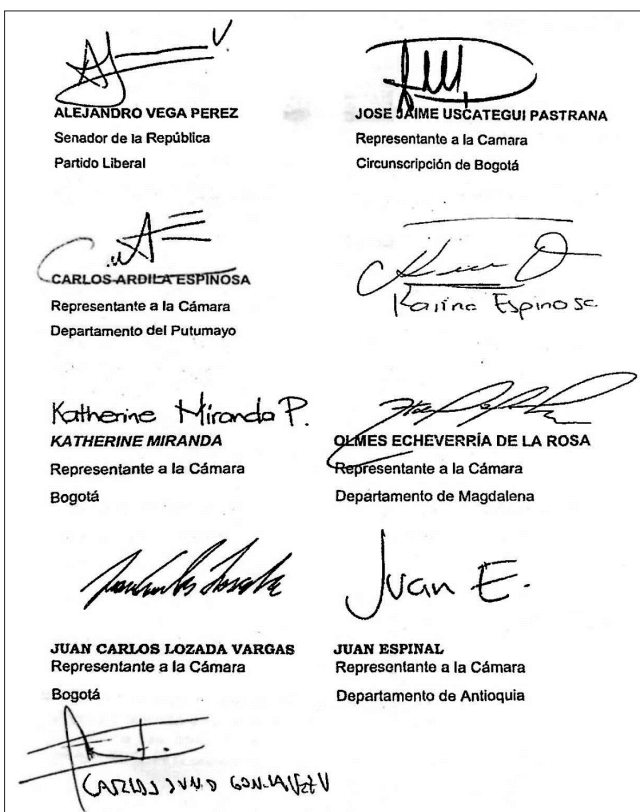 V.
ALEJANDRO VEGA PEREZ
Senador de la República
Partido Liberal
JOSE JAIME USCATEGUI PASTRANA
Representante a la Camara
Circunscripción de Bogotá
CARLOS ARDILA ESPINOSA
Representante a la Cámara
Departamento del Putumayo
Karina Espinosa
Katherine Miranda P.
KATHERINE MIRANDA
Representante a la Cámara
Bogotá
OLMES ECHEVERRÍA DE LA ROSA
Representante a la Cámara
Departamento de Magdalena
JUAN CARLOS LOZADA VARGAS
Representante a la Cámara
Bogotá
Juan E.
JUAN ESPINAL
Representante a la Cámara
Departamento de Antioquia
CARLOS